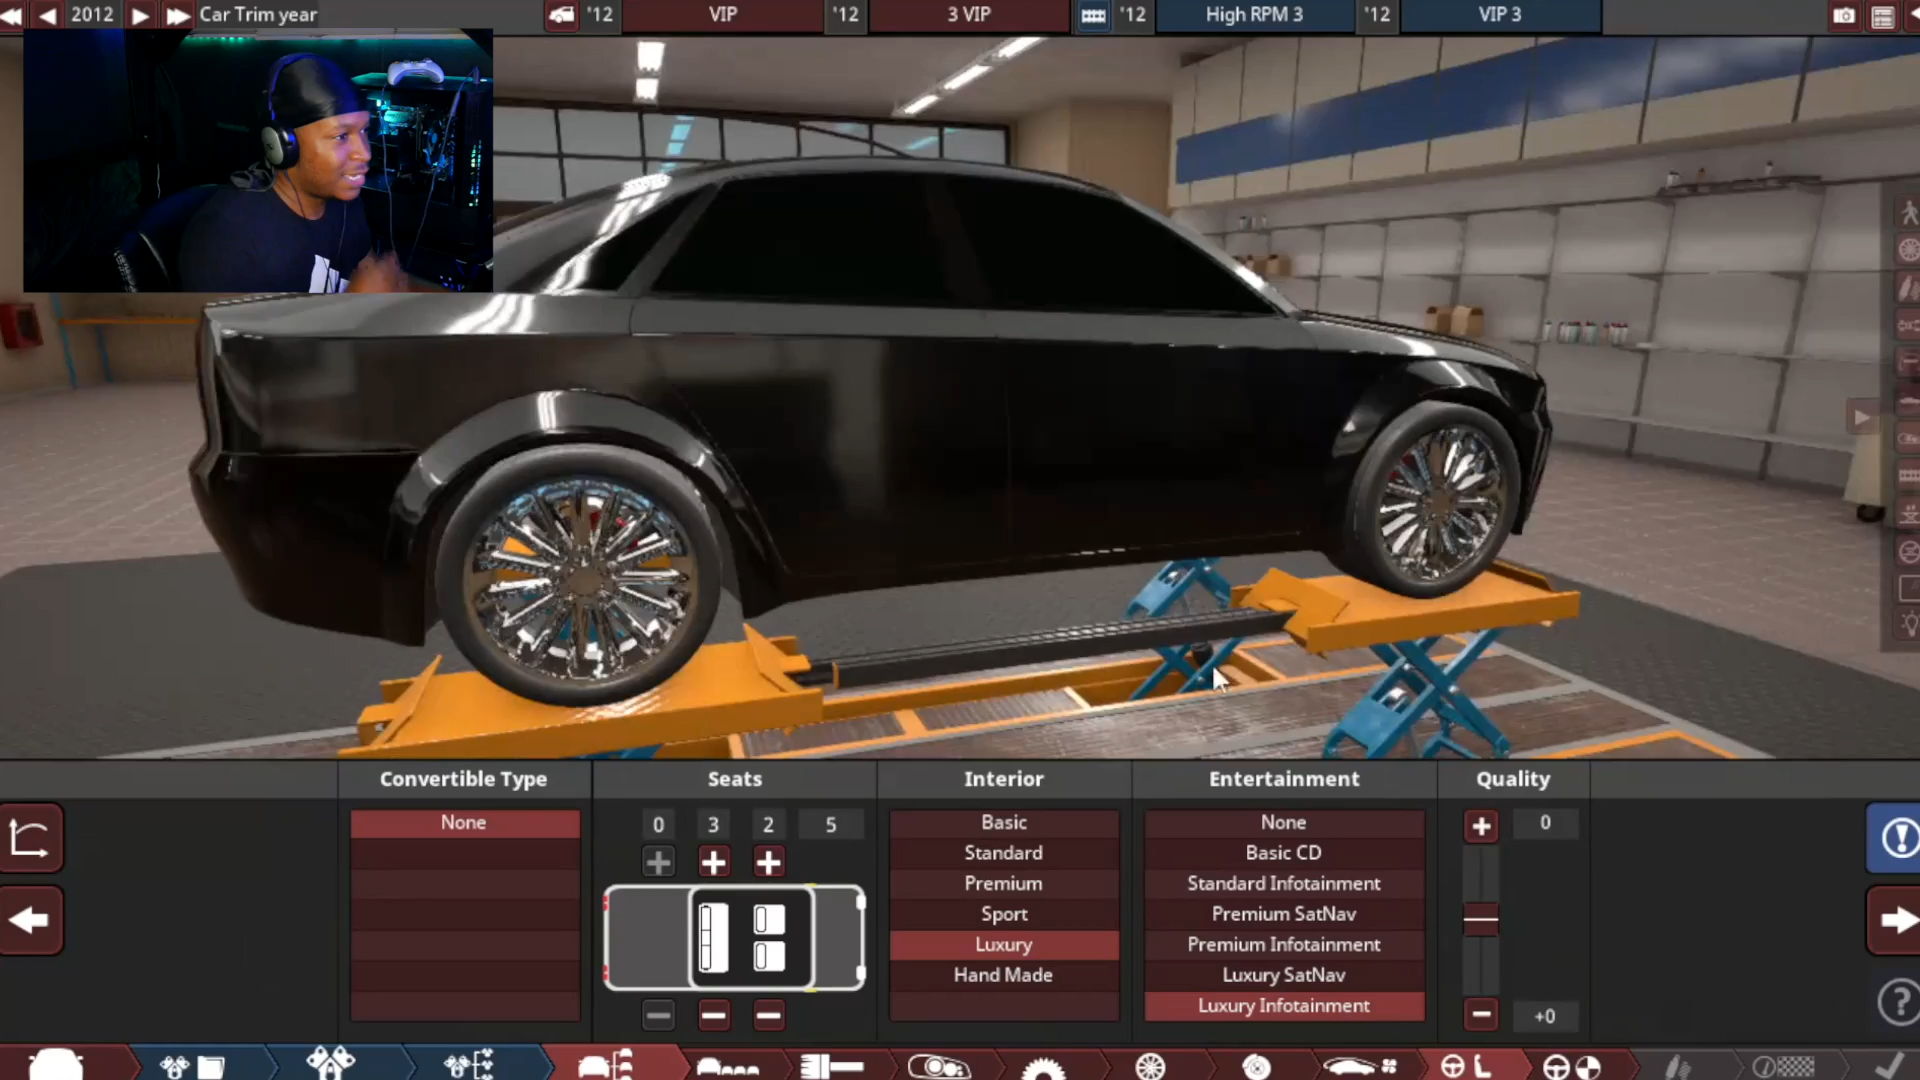 2012 Car Trim year '12 VIP '12 3 VIP '12 High RPM 3 '12 VIP 3
Convertible Type Seats Interior Entertainment Quality
None 0 3 2 5 Basic None 0
Standard Basic CD
Premium Standard Infotainment
Sport Premium SatNav
Luxury Premium Infotainment
Hand Made Luxury SatNav
Luxury Infotainment +0